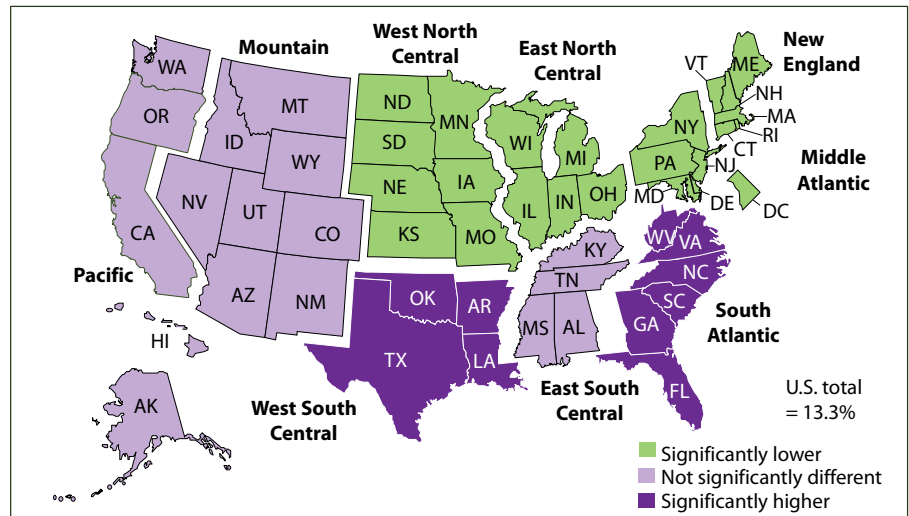 Mountain
West North
Central
East North
Central
New
England
Middle
Atlantic
Pacific
West South
Central
East South
Central
South
Atlantic
WA
OR
CA
HI
AK
MT
ID
WY
NV
UT
CO
AZ
NM
ND
SD
NE
KS
MN
IA
MO
WI
MI
IL
IN
OH
VT
ME
NH
MA
RI
CT
NY
PA
NJ
MD
DE
DC
KY
TN
MS
AL
OK
AR
TX
LA
WV
VA
NC
SC
GA
FL
U.S. total
= 13.3%
Significantly lower
Not significantly different
Significantly higher